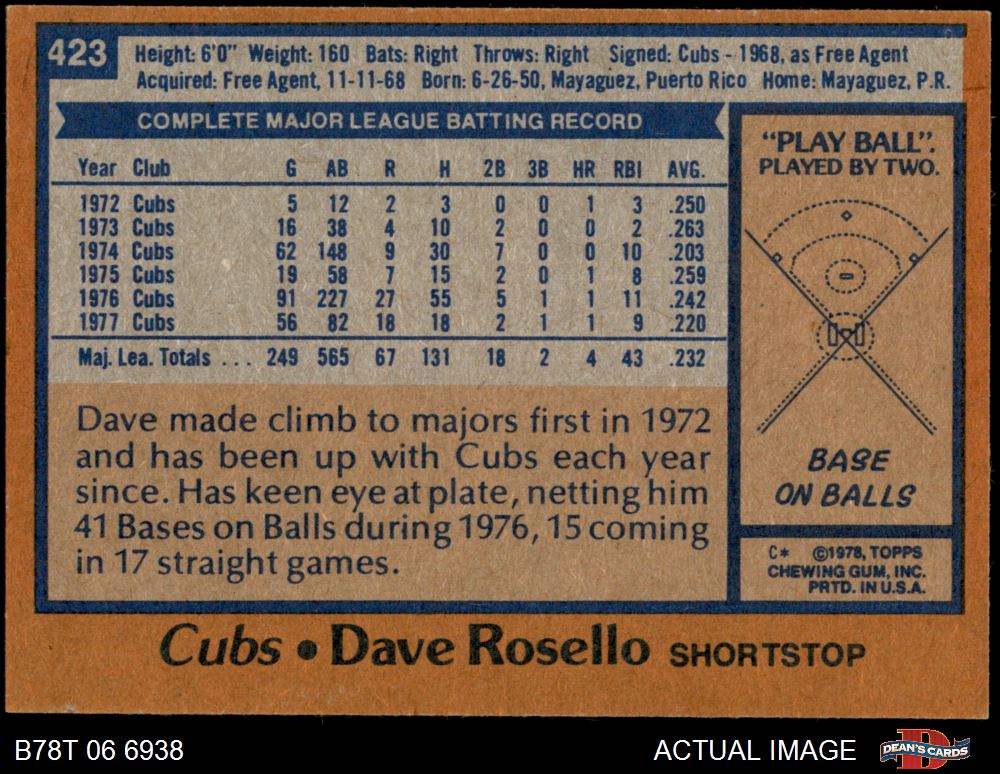 423
Height: 6'0" Weight: 160 Bats: Right Throws: Right Signed: Cubs - 1968, as Free Agent
Acquired: Free Agent, 11-11-68 Born: 6-26-50, Mayaguez, Puerto Rico Home: Mayaguez, P.R.
COMPLETE MAJOR LEAGUE BATTING RECORD
Year Club G AB R H 2B 3B HR RBI AVG.
1972 Cubs 5 12 2 3 0 0 1 3 .250
1973 Cubs 16 38 4 10 2 0 0 2 .263
1974 Cubs 62 148 9 30 7 0 0 10 .203
1975 Cubs 19 58 7 15 2 0 1 8 .259
1976 Cubs 91 227 27 55 5 1 1 11 .242
1977 Cubs 56 82 18 18 2 1 1 9 .220
Maj. Lea. Totals ... 249 565 67 131 18 2 4 43 .232
Dave made climb to majors first in 1972
and has been up with Cubs each year
since. Has keen eye at plate, netting him
41 Bases on Balls during 1976, 15 coming
in 17 straight games.
"PLAY BALL".
PLAYED BY TWO.
BASE
ON BALLS
C* ©1978, TOPPS
CHEWING GUM, INC.
PRTD. IN U.S.A.
Cubs • Dave Rosello SHORTSTOP
B78T 06 6938
ACTUAL IMAGE
DEAN'S CARDS